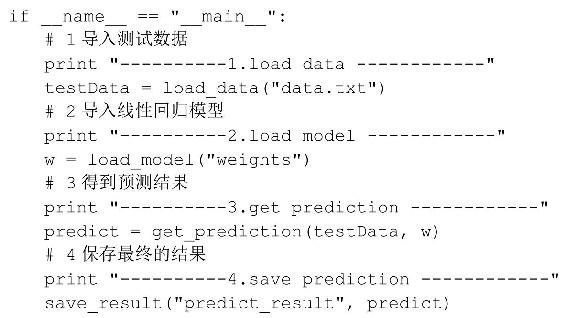 if __name__ == "__main__":
    # 1 导入测试数据
    print "----------1.load data ------------"
    testData = load_data("data.txt")
    # 2 导入线性回归模型
    print "----------2.load model ------------"
    w = load_model("weights")
    # 3 得到预测结果
    print "----------3.get prediction ------------"
    predict = get_prediction(testData, w)
    # 4 保存最终的结果
    print "----------4.save prediction ------------"
    save_result("predict_result", predict)